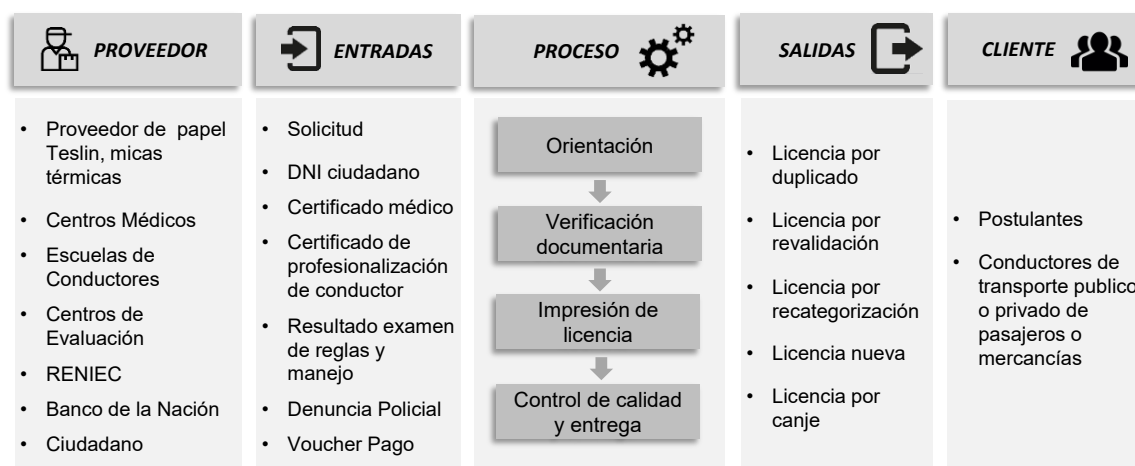 PROVEEDOR
ENTRADAS
PROCESO
SALIDAS
CLIENTE
• Proveedor de papel
Teslin, micas
térmicas
• Centros Médicos
• Escuelas de
Conductores
• Centros de
Evaluación
• RENIEC
• Banco de la Nación
• Ciudadano
• Solicitud
• DNI ciudadano
• Certificado médico
• Certificado de
profesionalización
de conductor
• Resultado examen
de reglas y
manejo
• Denuncia Policial
• Voucher Pago
Orientación
Verificación
documentaria
Impresión de
licencia
Control de calidad
y entrega
• Licencia por
duplicado
• Licencia por
revalidación
• Licencia por
recategorización
• Licencia nueva
• Licencia por
canje
• Postulantes
• Conductores de
transporte publico
o privado de
pasajeros o
mercancías